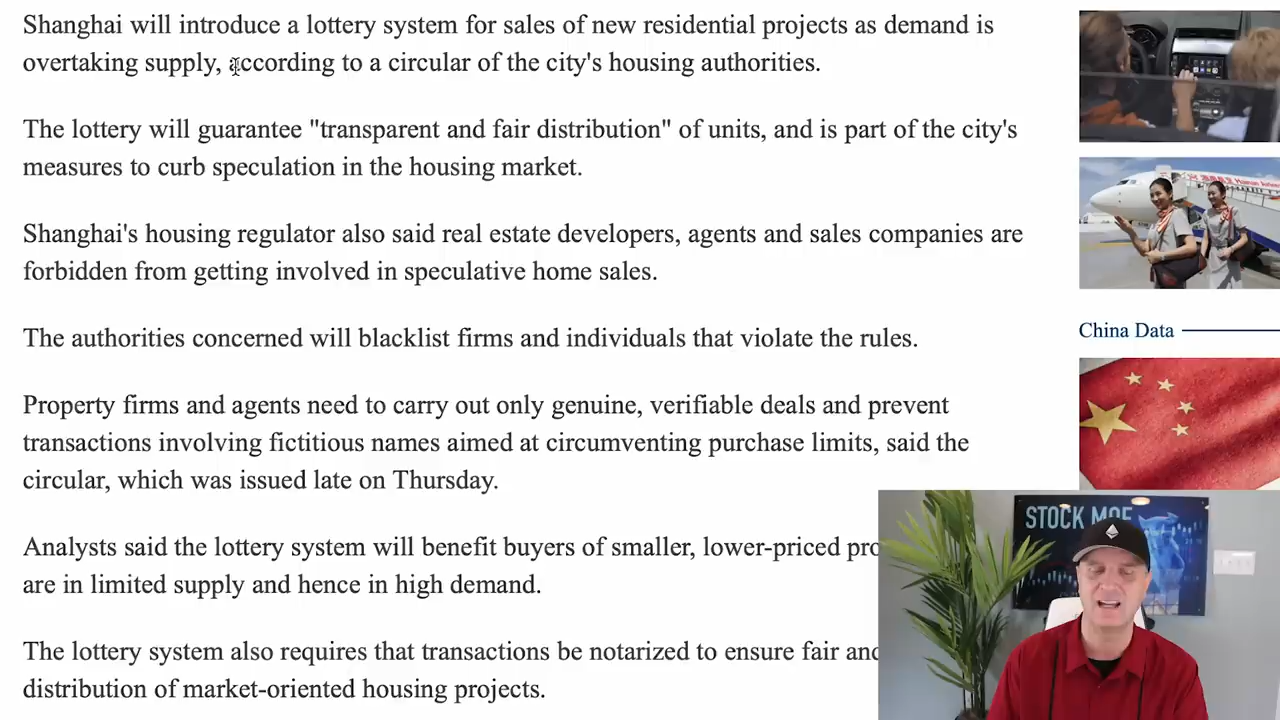 Shanghai will introduce a lottery system for sales of new residential projects as demand is
overtaking supply, according to a circular of the city's housing authorities.
The lottery will guarantee "transparent and fair distribution" of units, and is part of the city's
measures to curb speculation in the housing market.
Shanghai's housing regulator also said real estate developers, agents and sales companies are
forbidden from getting involved in speculative home sales.
The authorities concerned will blacklist firms and individuals that violate the rules.
Property firms and agents need to carry out only genuine, verifiable deals and prevent
transactions involving fictitious names aimed at circumventing purchase limits, said the
circular, which was issued late on Thursday.
Analysts said the lottery system will benefit buyers of smaller, lower-priced pro
are in limited supply and hence in high demand.
The lottery system also requires that transactions be notarized to ensure fair and
distribution of market-oriented housing projects.
China Data
STOCK MOE